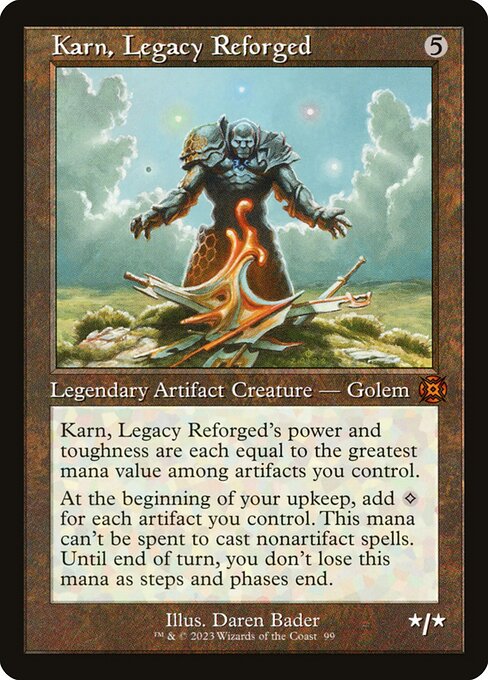 Karn, Legacy Reforged 5
Legendary Artifact Creature — Golem
Karn, Legacy Reforged's power and
toughness are each equal to the greatest
mana value among artifacts you control.
At the beginning of your upkeep, add
for each artifact you control. This mana
can't be spent to cast nonartifact spells.
Until end of turn, you don't lose this
mana as steps and phases end.
Illus. Daren Bader
™ & © 2023 Wizards of the Coast 99
★/★